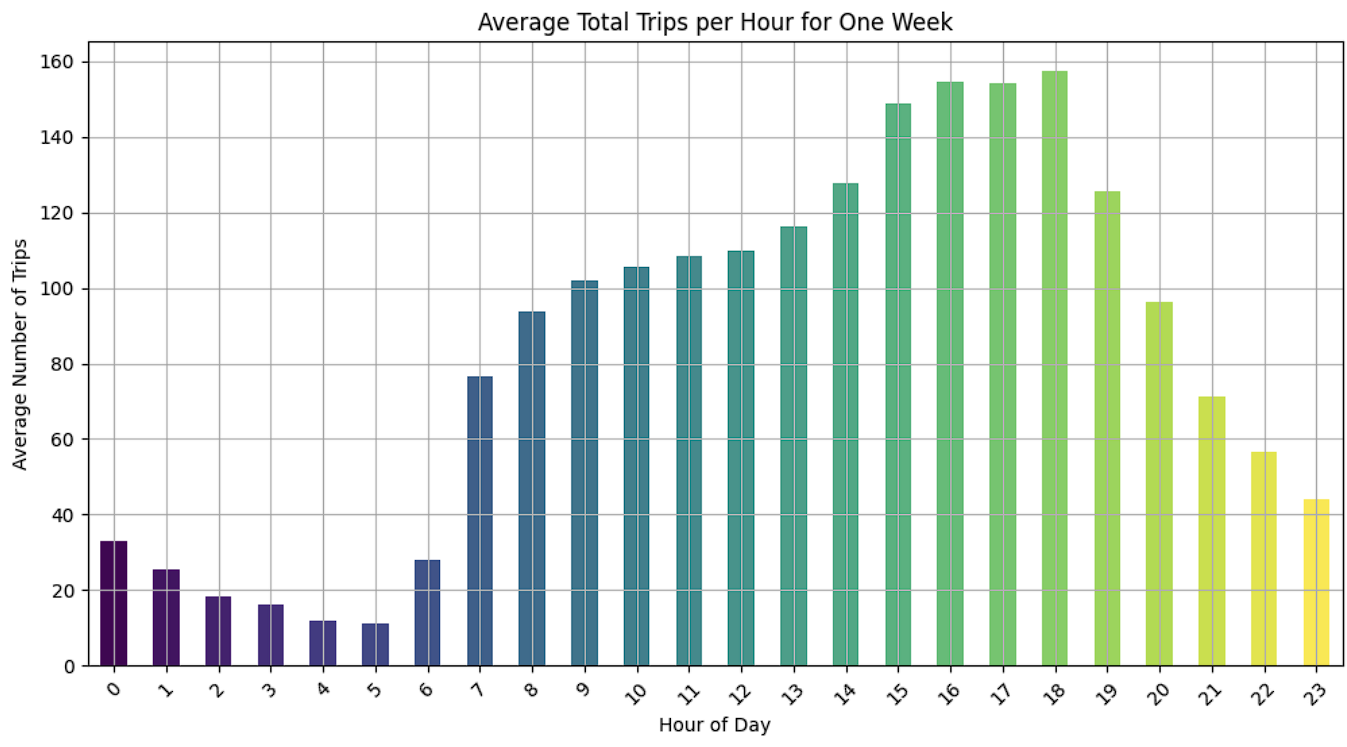 Average Total Trips per Hour for One Week
160
140
120
100
80
60
40
20
0
Average Number of Trips
0 1 2 3 4 5 6 7 8 9 10 11 12 13 14 15 16 17 18 19 20 21 22 23
Hour of Day